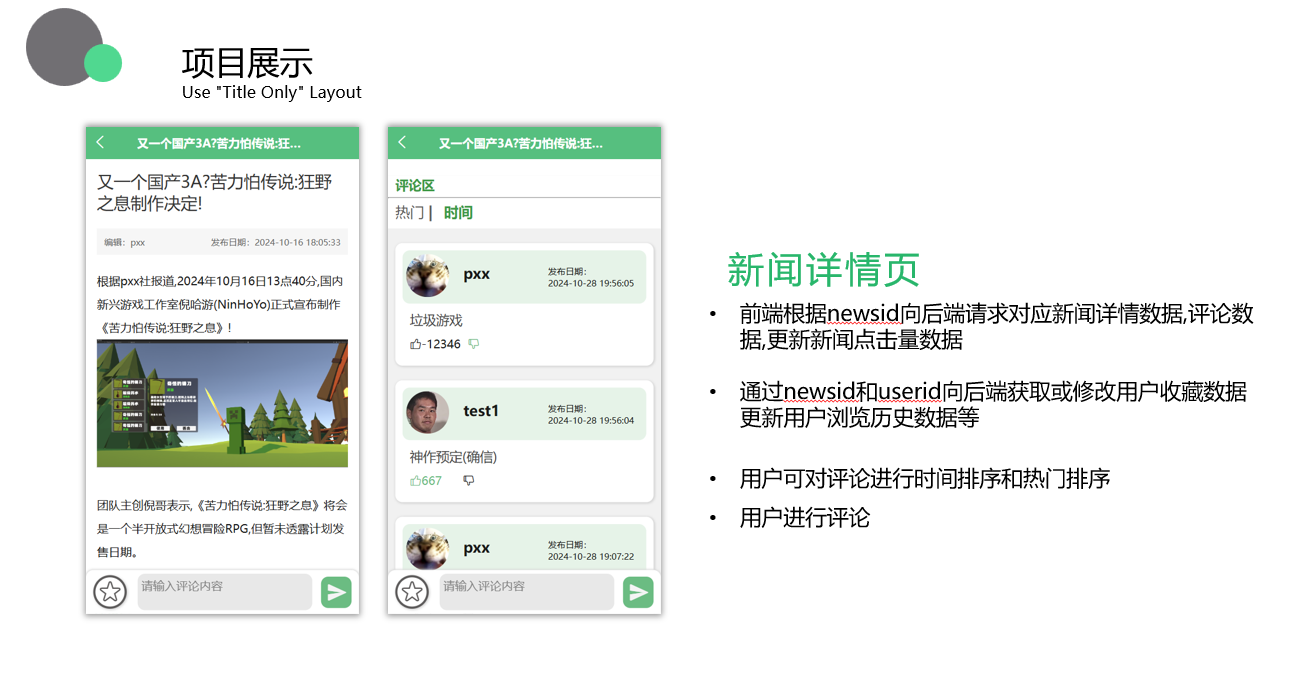 项目展示
Use "Title Only" Layout
又一个国产3A?苦力怕传说:狂...
又一个国产3A?苦力怕传说:狂野
之息制作决定!
编辑：pxx
发布日期：2024-10-16 18:05:33
根据pxx社报道,2024年10月16日13点40分,国内
新兴游戏工作室倪哈游(NinHoYo)正式宣布制作
《苦力怕传说:狂野之息》!
团队主创倪哥表示,《苦力怕传说:狂野之息》将会
是一个半开放式幻想冒险RPG,但暂未透露计划发
售日期。
请输入评论内容
又一个国产3A?苦力怕传说:狂...
评论区
热门 | 时间
pxx
发布日期:
2024-10-28 19:56:05
垃圾游戏
-12346
test1
发布日期:
2024-10-28 19:56:04
神作预定(确信)
667
pxx
发布日期:
2024-10-28 19:07:22
请输入评论内容
新闻详情页
• 前端根据newsid向后端请求对应新闻详情数据,评论数
据,更新新闻点击量数据
• 通过newsid和userid向后端获取或修改用户收藏数据
更新用户浏览历史数据等
• 用户可对评论进行时间排序和热门排序
• 用户进行评论